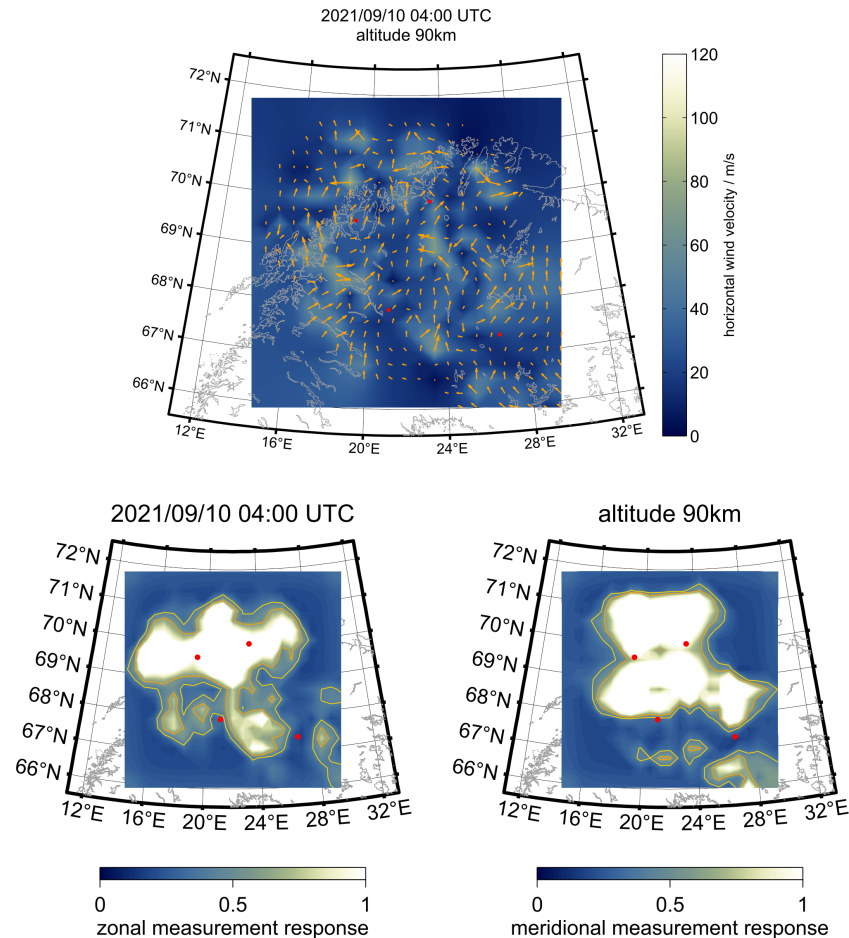 2021/09/10 04:00 UTC
altitude 90km
72°N
71°N
70°N
69°N
68°N
67°N
66°N
12°E
16°E
20°E
24°E
28°E
32°E
120
100
80
60
40
20
0
horizontal wind velocity / m/s
2021/09/10 04:00 UTC
72°N
71°N
70°N
69°N
68°N
67°N
66°N
12°E
16°E
20°E
24°E
28°E
32°E
0 0.5 1
zonal measurement response
altitude 90km
72°N
71°N
70°N
69°N
68°N
67°N
66°N
12°E
16°E
20°E
24°E
28°E
32°E
0 0.5 1
meridional measurement response